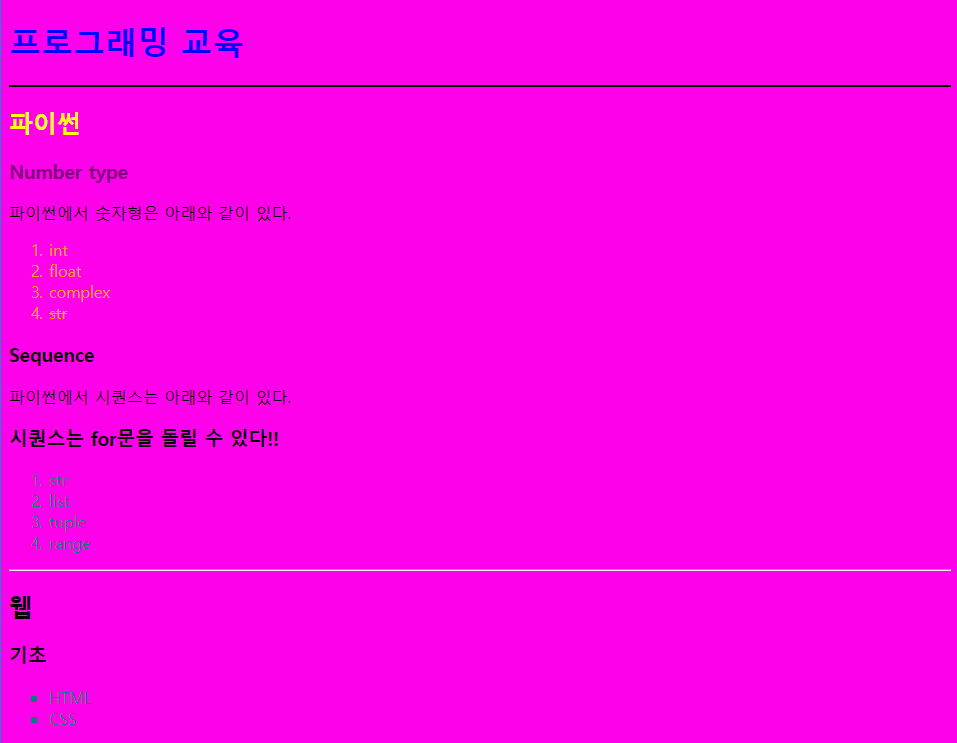 프로그래밍 교육
파이썬
Number type
파이썬에서 숫자형은 아래와 같이 있다.
1. int
2. float
3. complex
4. str
Sequence
파이썬에서 시퀀스는 아래와 같이 있다.
시퀀스는 for문을 돌릴 수 있다!!
1. str
2. list
3. tuple
4. range
웹
기초
▪ HTML
▪ CSS